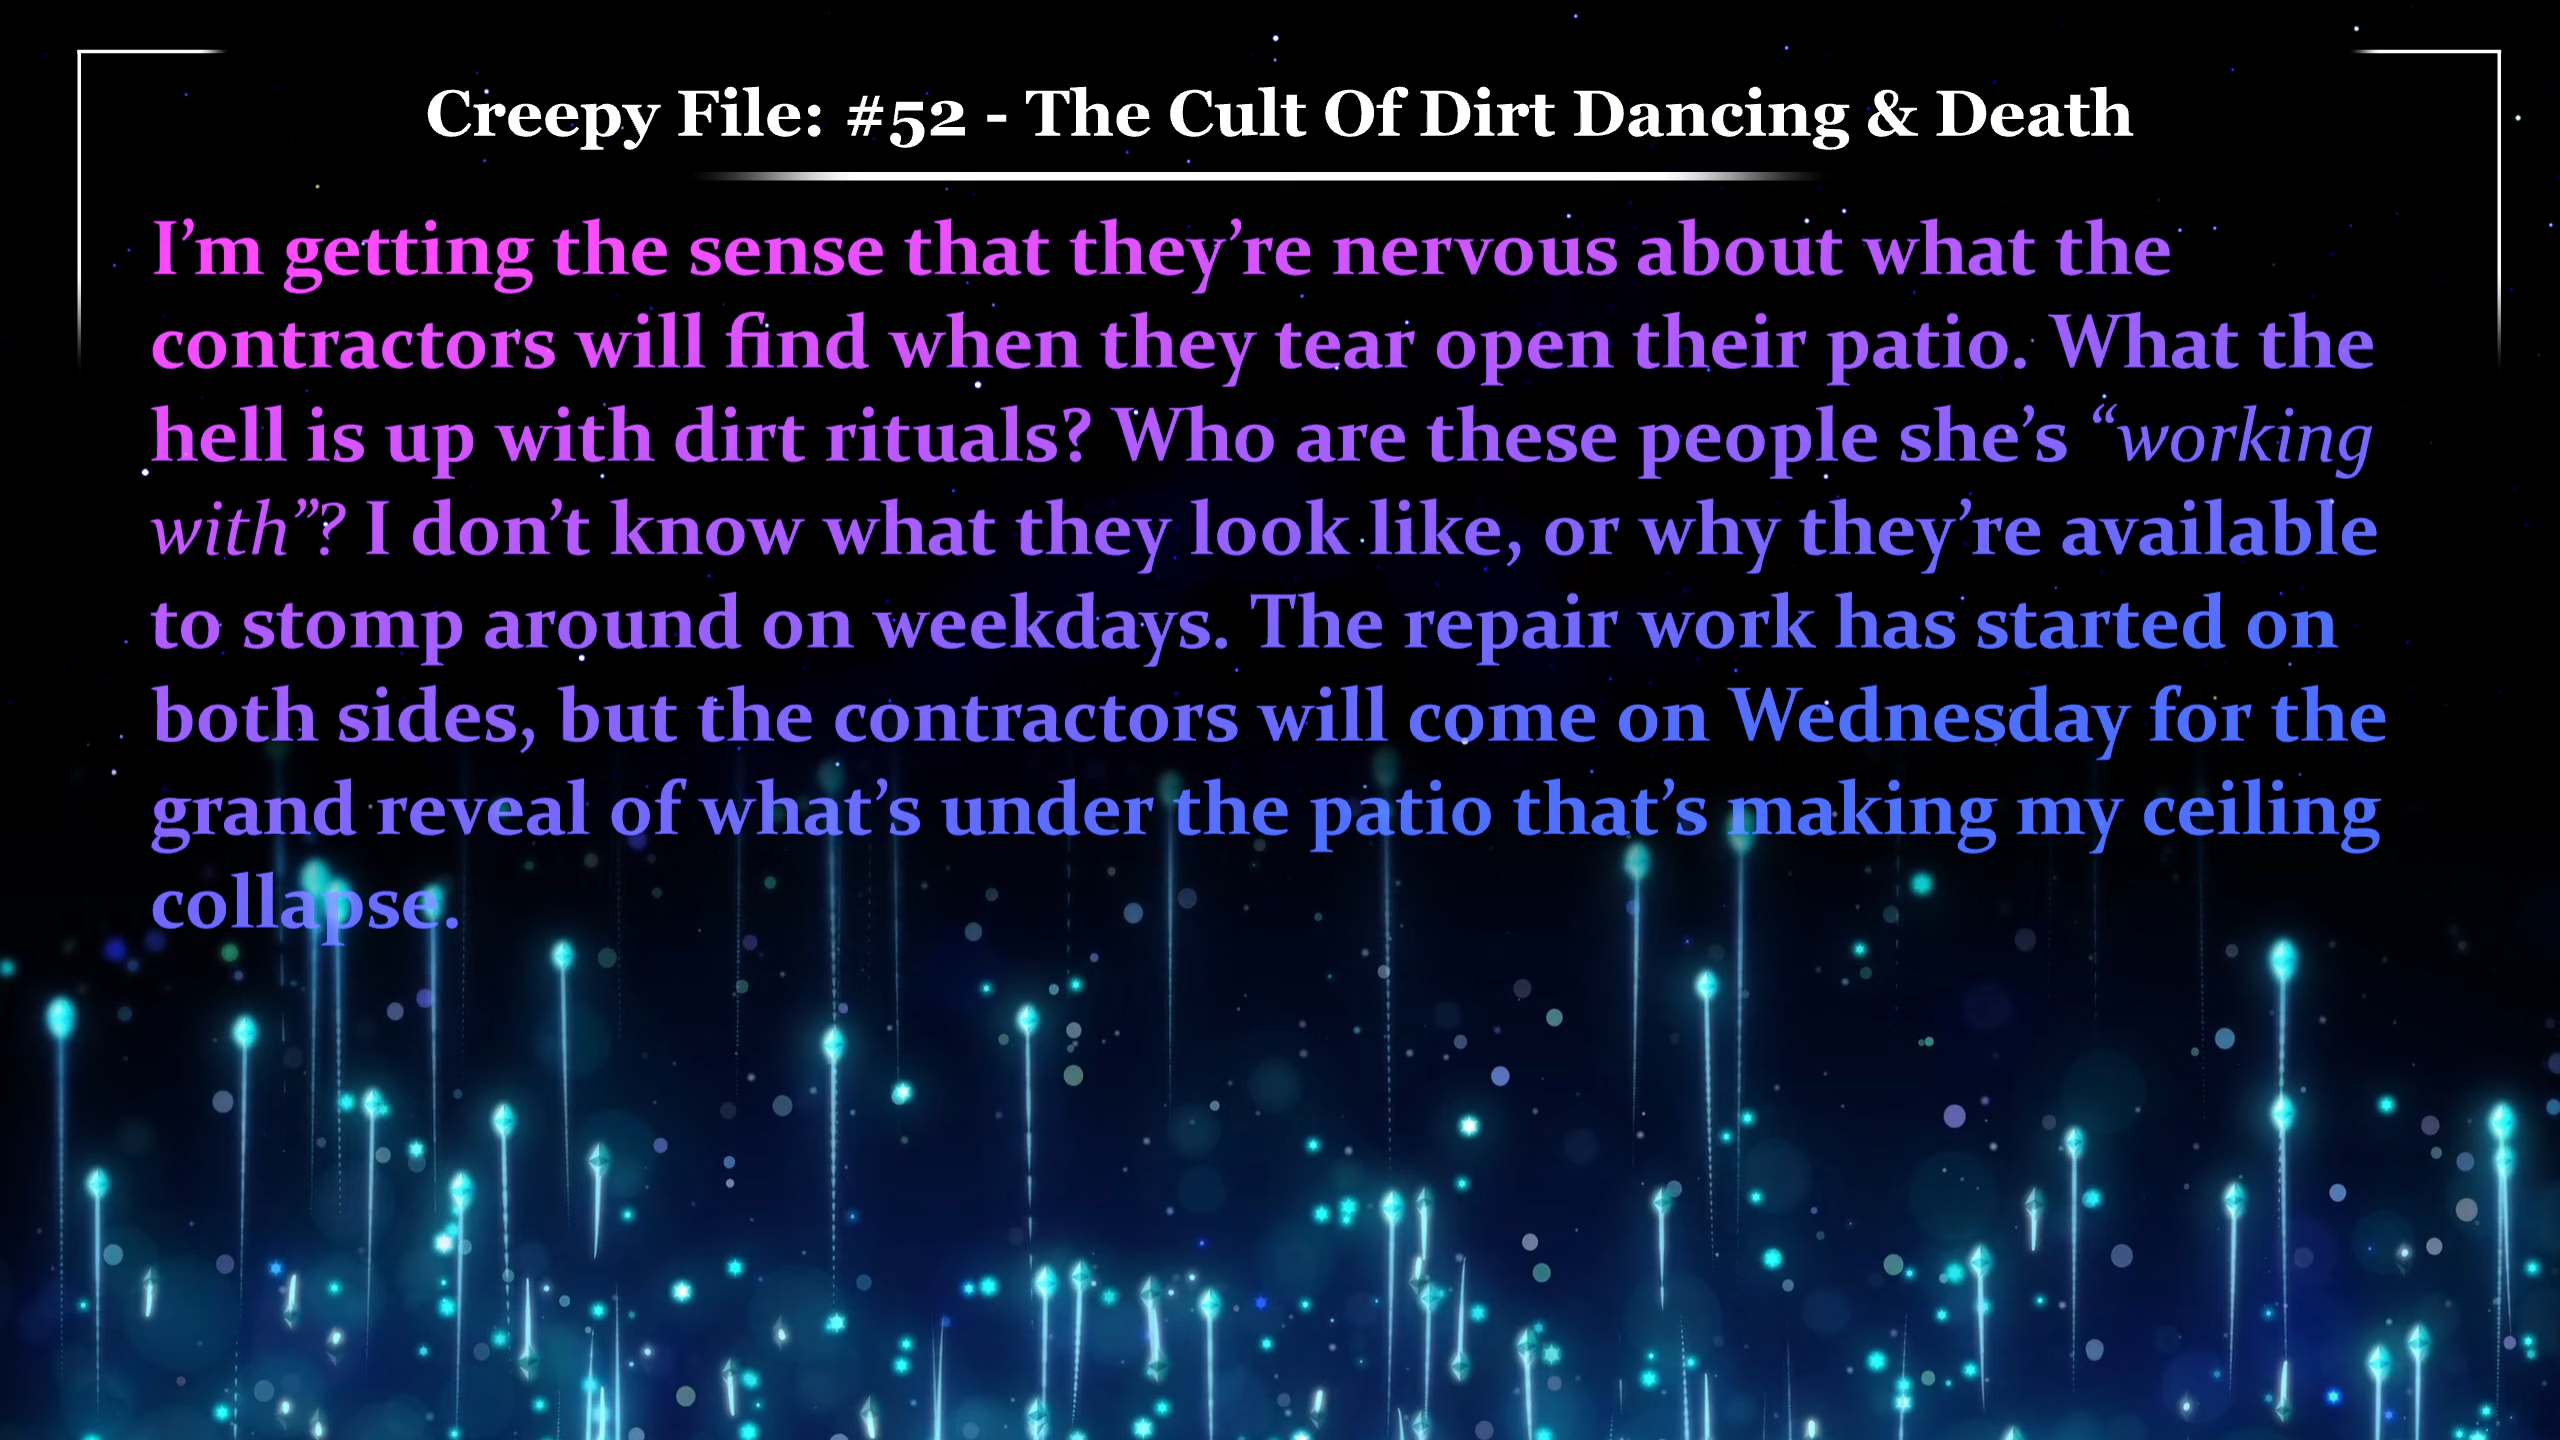 Creepy File: #52 - The Cult Of Dirt Dancing & Death
I’m getting the sense that they’re nervous about what the
contractors will find when they tear open their patio. What the
hell is up with dirt rituals? Who are these people she’s “working
with”? I don’t know what they look like, or why they’re available
to stomp around on weekdays. The repair work has started on
both sides, but the contractors will come on Wednesday for the
grand reveal of what’s under the patio that’s making my ceiling
collapse.